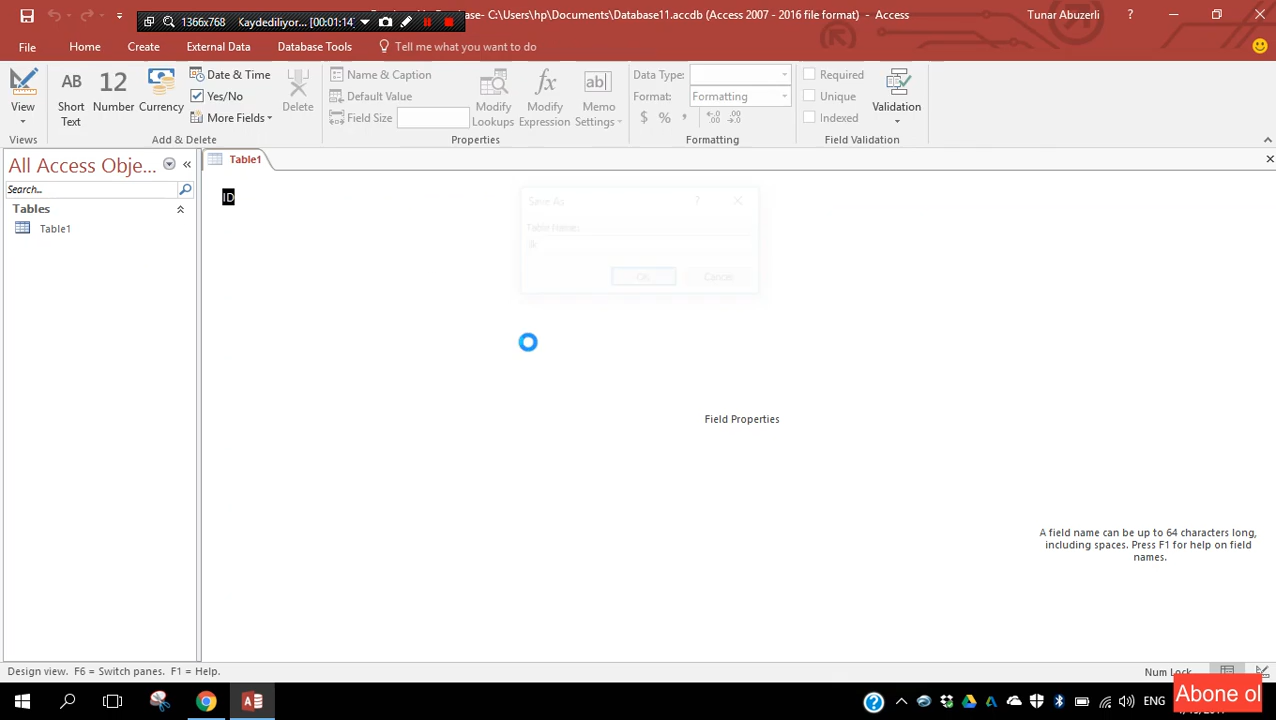 1366x768 Kaydediliyor... [00:01:14]
C:\Users\hp\Documents\Database11.accdb (Access 2007 - 2016 file format) - Access
Tunar Abuzerli
?
File Home Create External Data Database Tools Tell me what you want to do
View
Views
AB
Short Text
12
Number
Currency
Date & Time
Yes/No
More Fields
Delete
Add & Delete
Name & Caption
Default Value
Field Size
Modify Lookups
fx
Modify Expression
ab
Memo Settings
Properties
Data Type:
Format: Formatting
$ % ,
Formatting
Required
Unique
Indexed
Validation
Field Validation
All Access Obje...
Search...
Tables
Table1
Table1
ID
Save As ?
Table Name:
OK Cancel
Field Properties
A field name can be up to 64 characters long,
including spaces. Press F1 for help on field
names.
Design view. F6 = Switch panes. F1 = Help.
Num Lock
ENG
Abone ol